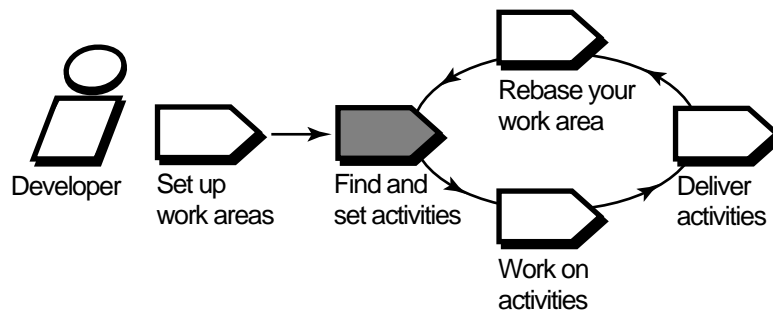 Developer
Set up
work areas
Find and
set activities
Rebase your
work area
Work on
activities
Deliver
activities